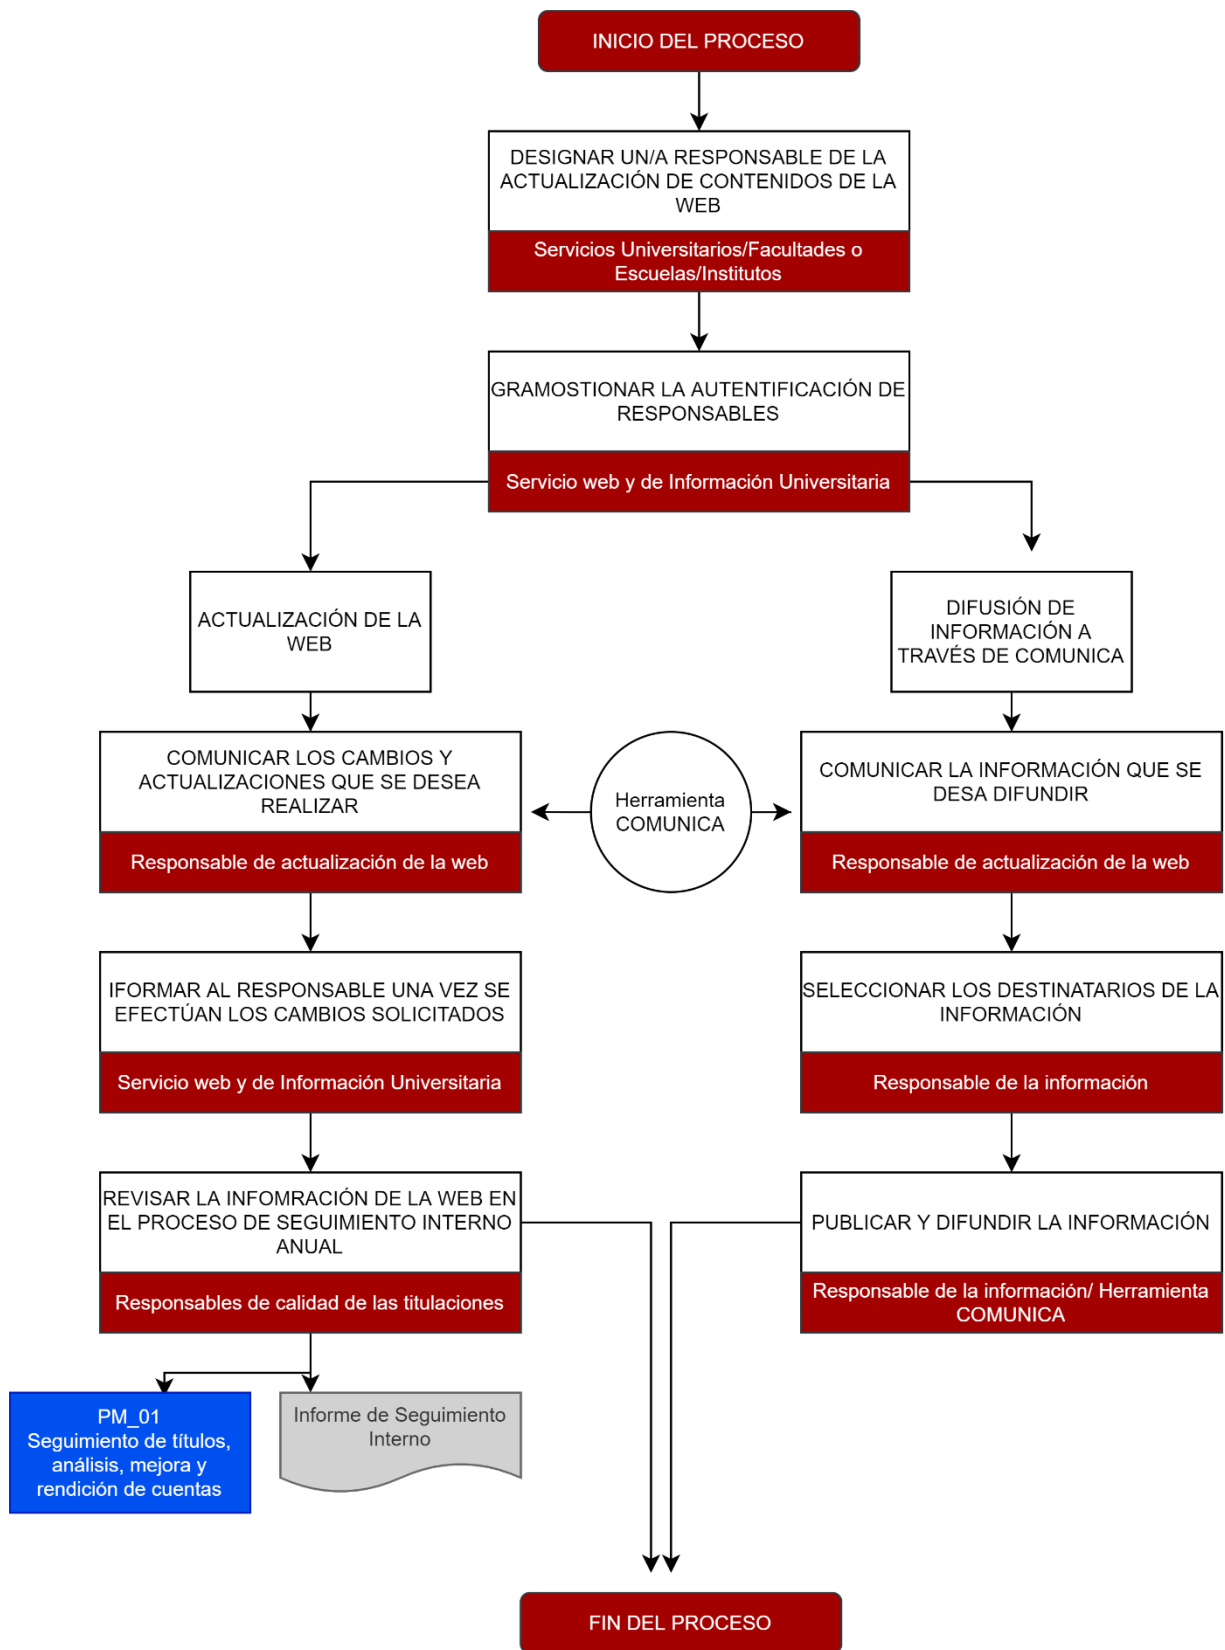 INICIO DEL PROCESO
DESIGNAR UN/A RESPONSABLE DE LA
ACTUALIZACIÓN DE CONTENIDOS DE LA
WEB
Servicios Universitarios/Facultades o
Escuelas/Institutos
GRAMOSTIONAR LA AUTENTIFICACIÓN DE
RESPONSABLES
Servicio web y de Información Universitaria
ACTUALIZACIÓN DE LA
WEB
DIFUSIÓN DE
INFORMACIÓN A
TRAVÉS DE COMUNICA
COMUNICAR LOS CAMBIOS Y
ACTUALIZACIONES QUE SE DESEA
REALIZAR
Responsable de actualización de la web
Herramienta
COMUNICA
COMUNICAR LA INFORMACIÓN QUE SE
DESA DIFUNDIR
Responsable de actualización de la web
IFORMAR AL RESPONSABLE UNA VEZ SE
EFECTÚAN LOS CAMBIOS SOLICITADOS
Servicio web y de Información Universitaria
SELECCIONAR LOS DESTINATARIOS DE LA
INFORMACIÓN
Responsable de la información
REVISAR LA INFOMRACIÓN DE LA WEB EN
EL PROCESO DE SEGUIMIENTO INTERNO
ANUAL
Responsables de calidad de las titulaciones
PUBLICAR Y DIFUNDIR LA INFORMACIÓN
Responsable de la información/ Herramienta
COMUNICA
PM_01
Seguimiento de títulos,
análisis, mejora y
rendición de cuentas
Informe de Seguimiento
Interno
FIN DEL PROCESO